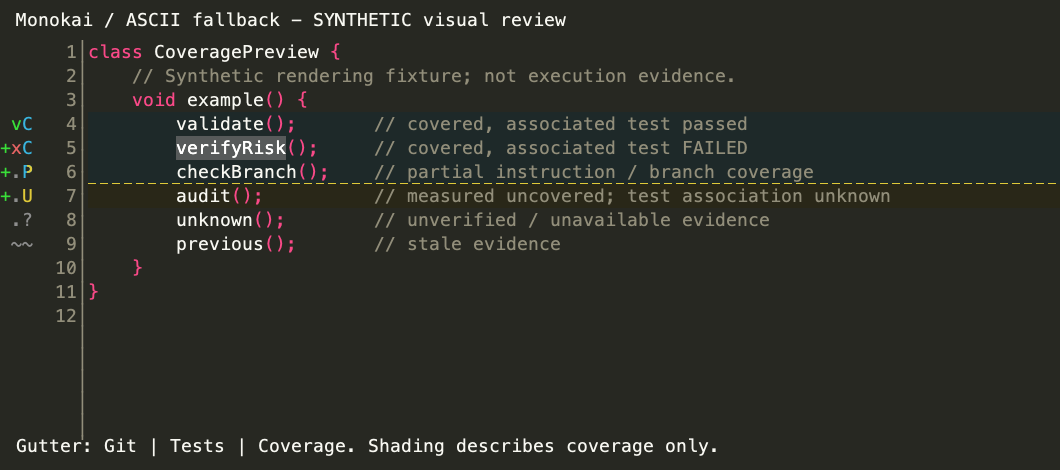 Monokai / ASCII fallback — SYNTHETIC visual review
1 class CoveragePreview {
2     // Synthetic rendering fixture; not execution evidence.
3     void example() {
vC 4         validate();       // covered, associated test passed
+xC 5         verifyRisk();     // covered, associated test FAILED
+.P 6         checkBranch();    // partial instruction / branch coverage
+.U 7         audit();          // measured uncovered; test association unknown
.? 8         unknown();        // unverified / unavailable evidence
~~ 9         previous();       // stale evidence
10     }
11 }
12
Gutter: Git | Tests | Coverage. Shading describes coverage only.